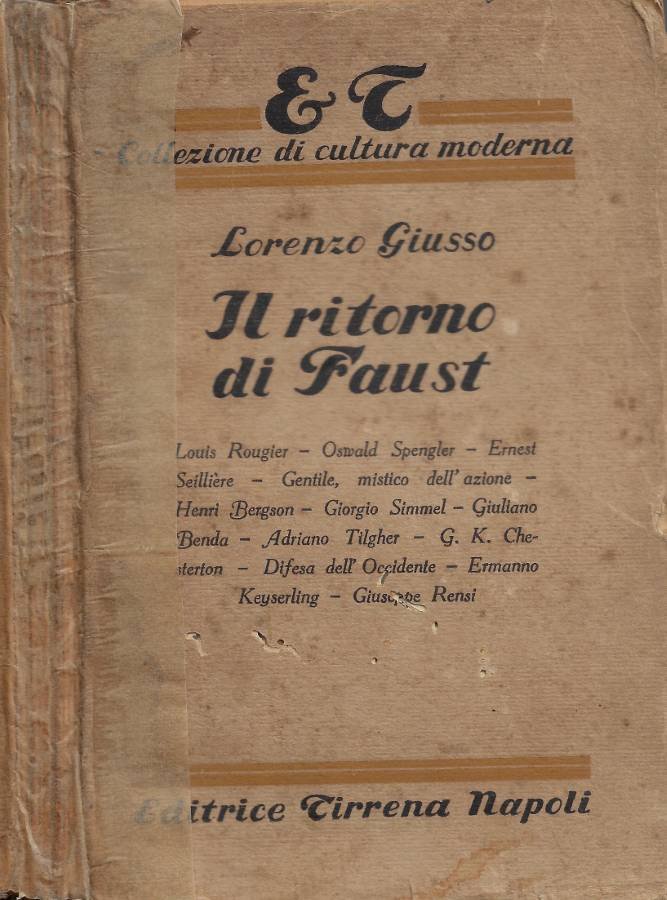 & T
Collezione di cultura moderna
Lorenzo Giusso
Il ritorno
di Faust
Louis Rougier – Oswald Spengler – Ernest
Seillière – Gentile, mistico dell'azione –
Henri Bergson – Giorgio Simmel – Giuliano
Benda – Adriano Tilgher – G. K. Che-
sterton – Difesa dell'Occidente – Ermanno
Keyserling – Giuseppe Rensi
Editrice Tirrena Napoli